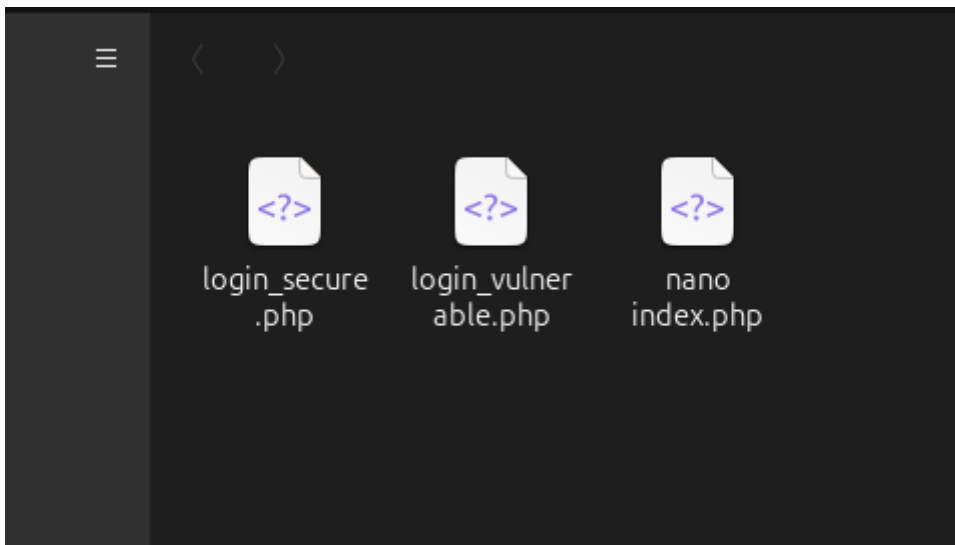 <?>
<?>
<?>
login_secure
.php
login_vulner
able.php
nano
index.php